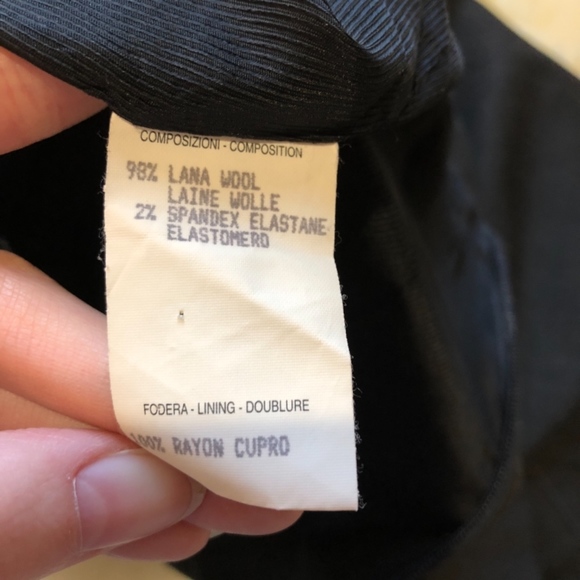 COMPOSIZIONI - COMPOSITION
98% LANA WOOL
LAINE WOLLE
2% SPANDEX ELASTANE
ELASTOMERO
FODERA - LINING - DOUBLURE
100% RAYON CUPRO